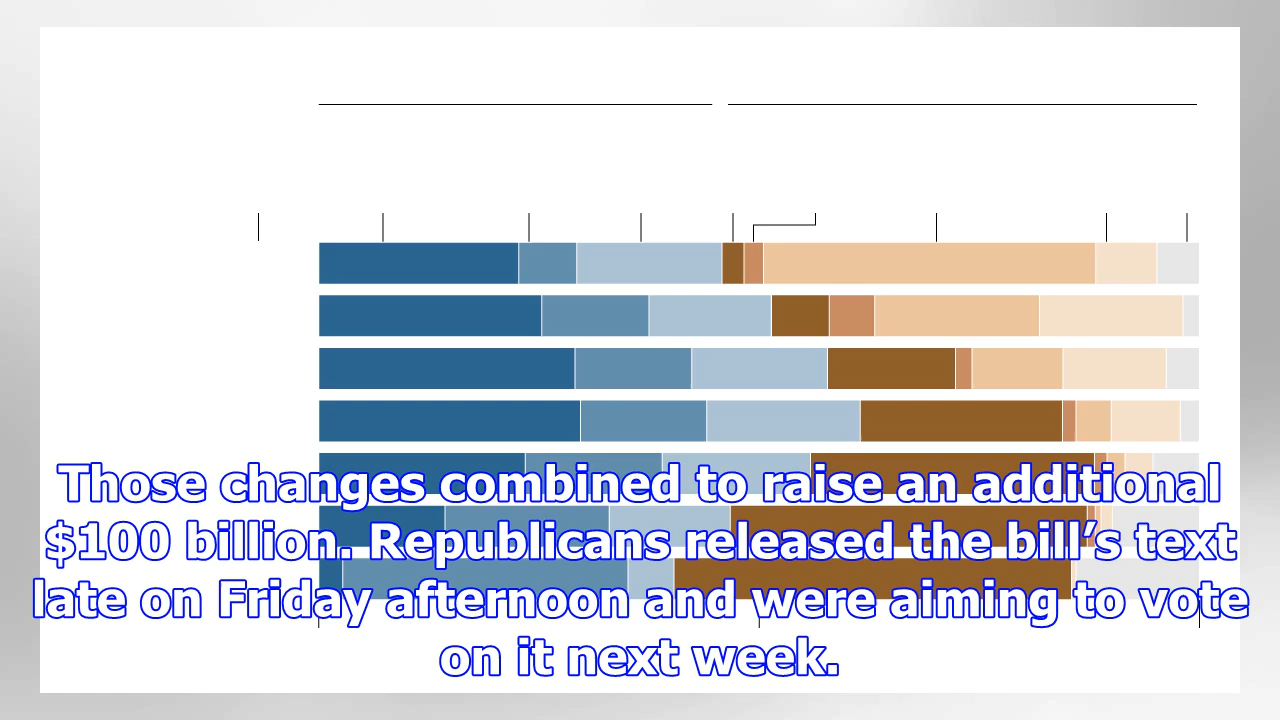 Those changes combined to raise an additional
$100 billion. Republicans released the bill’s text
late on Friday afternoon and were aiming to vote
on it next week.